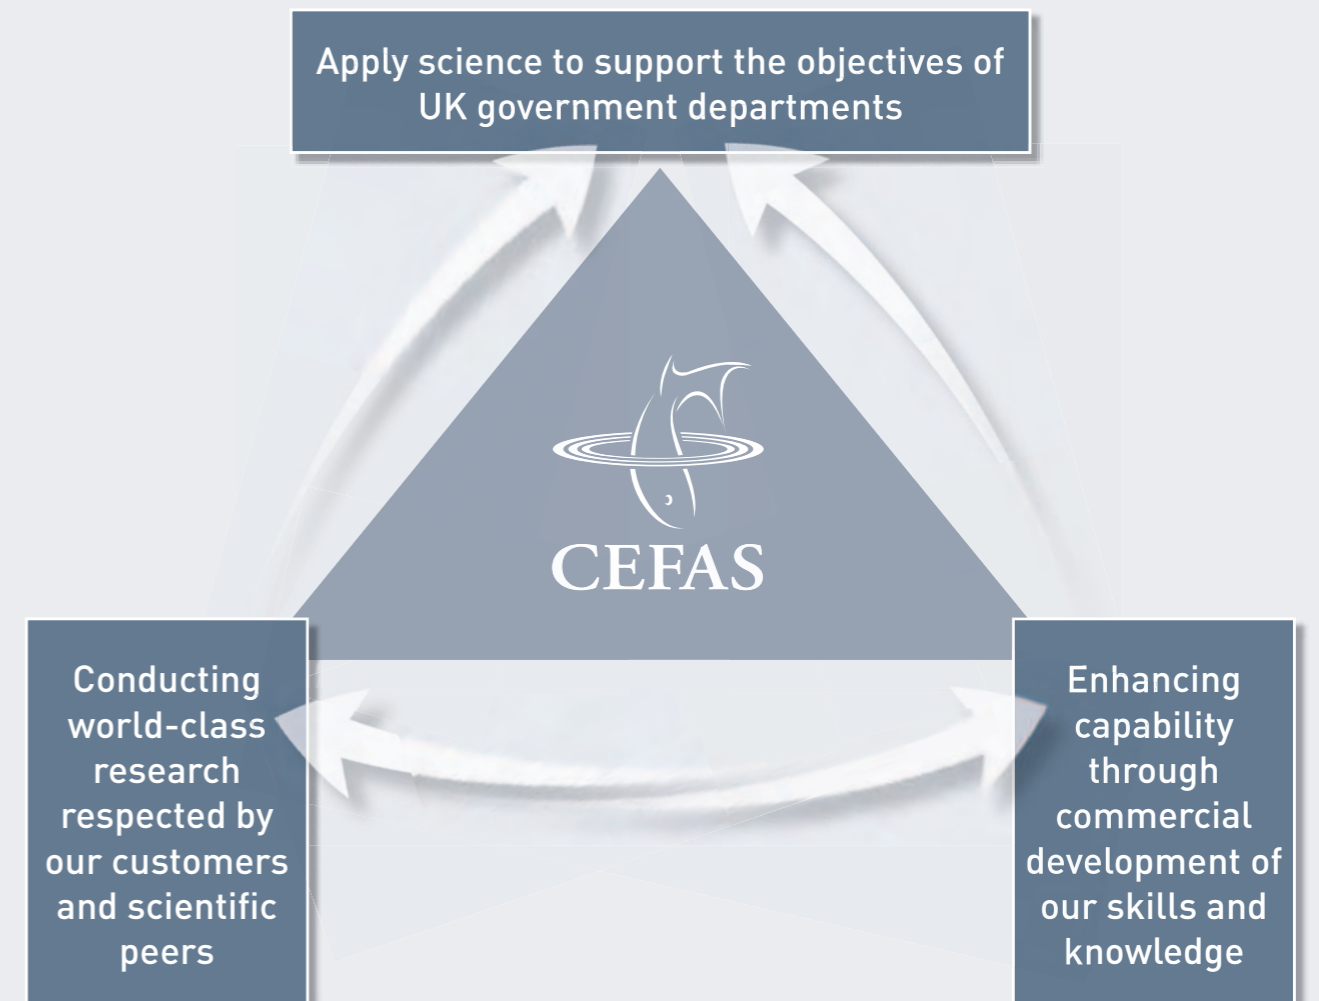 Apply science to support the objectives of
UK government departments
CEFAS
Conducting
world-class
research
respected by
our customers
and scientific
peers
Enhancing
capability
through
commercial
development of
our skills and
knowledge